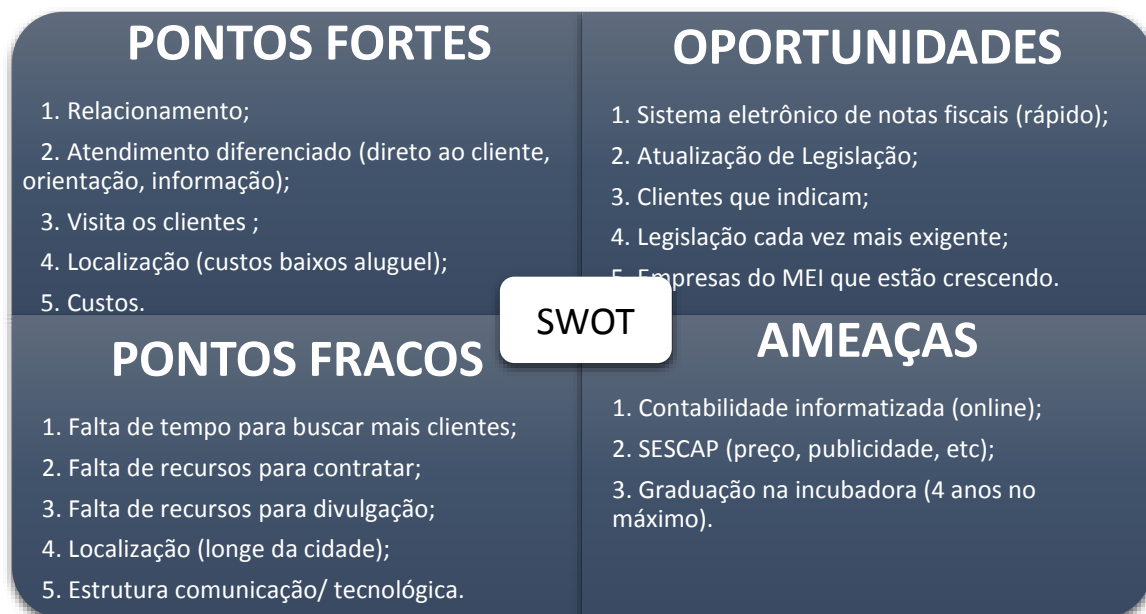 PONTOS FORTES
1. Relacionamento;
2. Atendimento diferenciado (direto ao cliente,
orientação, informação);
3. Visita os clientes ;
4. Localização (custos baixos aluguel);
5. Custos.
OPORTUNIDADES
1. Sistema eletrônico de notas fiscais (rápido);
2. Atualização de Legislação;
3. Clientes que indicam;
4. Legislação cada vez mais exigente;
5. Empresas do MEI que estão crescendo.
SWOT
PONTOS FRACOS
1. Falta de tempo para buscar mais clientes;
2. Falta de recursos para contratar;
3. Falta de recursos para divulgação;
4. Localização (longe da cidade);
5. Estrutura comunicação/ tecnológica.
AMEAÇAS
1. Contabilidade informatizada (online);
2. SESCAP (preço, publicidade, etc);
3. Graduação na incubadora (4 anos no
máximo).